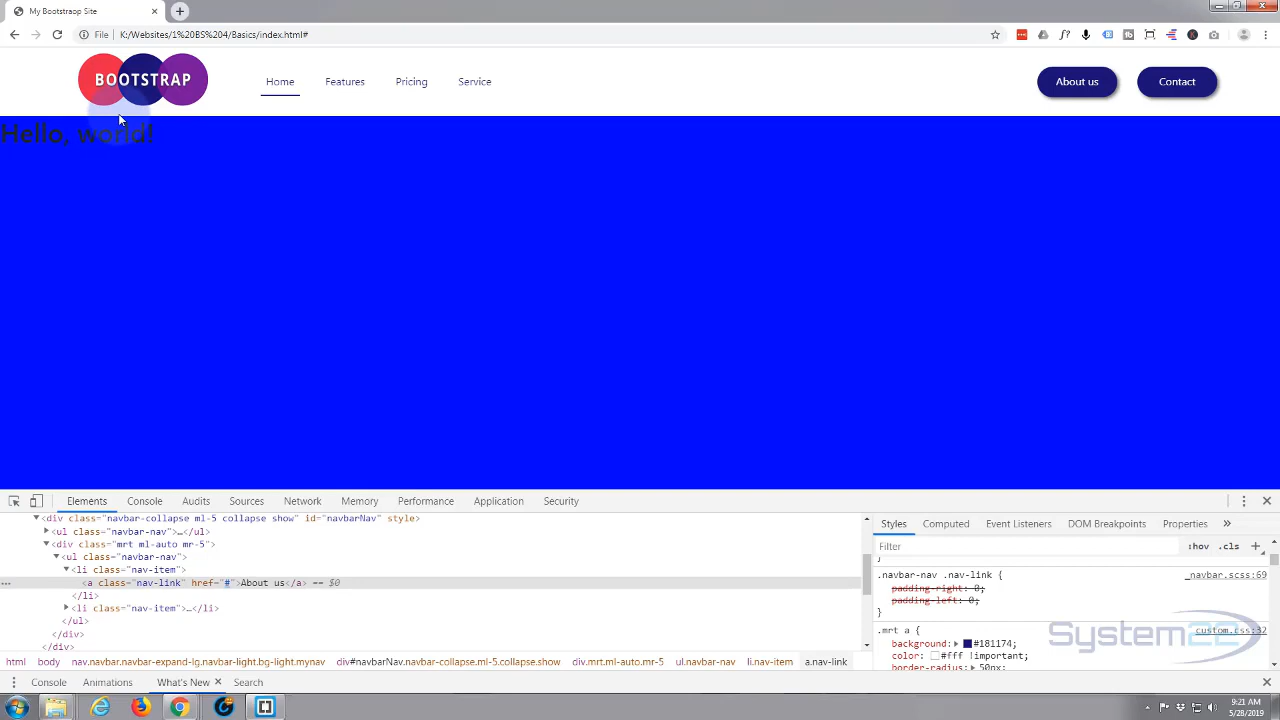 My Bootstraop Site
File K:/Websites/1%20BS%204/Basics/index.html#
BOOTSTRAP Home Features Pricing Service About us Contact
Hello, world!
Elements Console Audits Sources Network Memory Performance Application Security
<div class="navbar-collapse ml-5 collapse show" id="navbarNav" style>
<ul class="navbar-nav">…</ul>
<div class="mrt ml-auto mr-5">
<ul class="navbar-nav">
<li class="nav-item">
<a class="nav-link" href="#">About us</a> == $0
</li>
<li class="nav-item">…</li>
</ul>
</div>
</div>
html body nav.navbar.navbar-expand-lg.navbar-light.bg-light.mynav div#navbarNav.navbar-collapse.ml-5.collapse.show div.mrt.ml-auto.mr-5 ul.navbar-nav li.nav-item a.nav-link
Styles Computed Event Listeners DOM Breakpoints Properties »
Filter :hov .cls +
}
.navbar-nav .nav-link { _navbar.scss:69
padding-right: 0;
padding-left: 0;
}
.mrt a { custom.css:32
background: #181174;
color: #fff !important;
border-radius: 50px;
System22
Console Animations What's New × Search
9:21 AM
5/28/2019